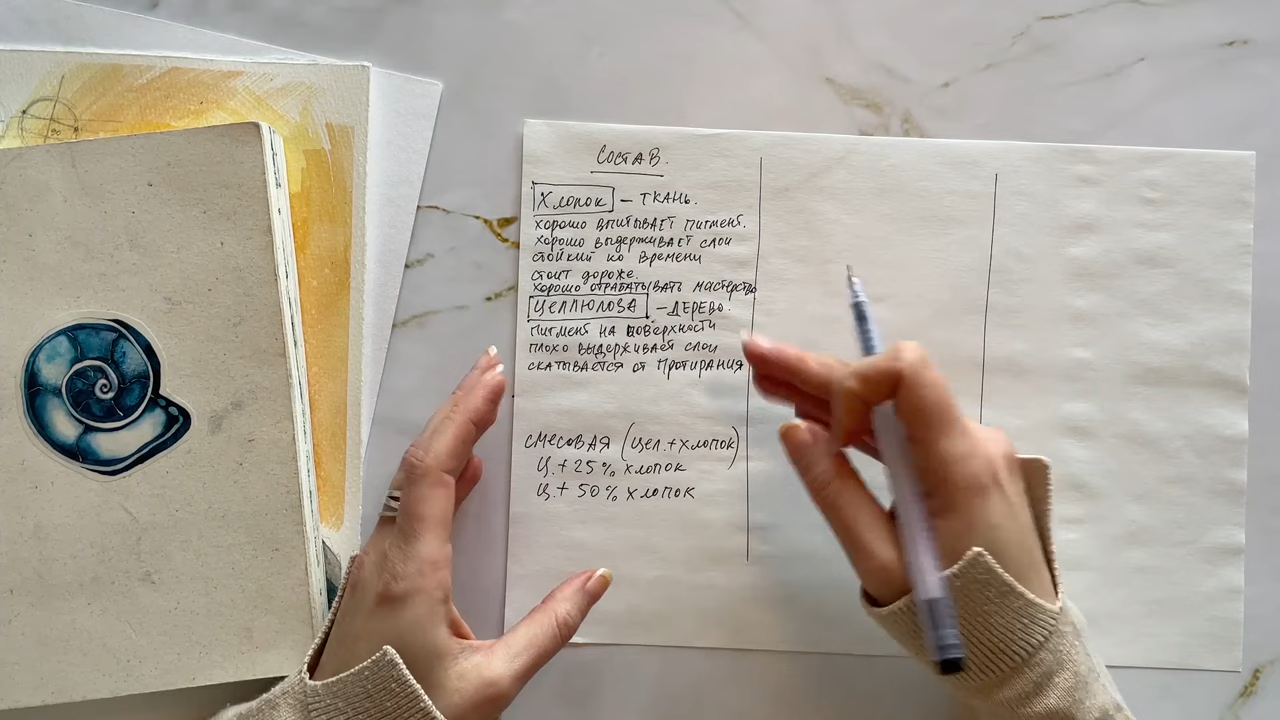 90
Состав.
Хлопок — ткань.
хорошо впитывает пигмент.
хорошо выдерживает слои
стойкий ко времени
стоит дороже.
хорошо отрабатывать мастерство
Целлюлоза — дерево.
пигмент на поверхности
плохо выдерживает слои
скатывается от протирания
смесовая (цел.+хлопок)
ц.+ 25% хлопок
ц.+ 50% хлопок